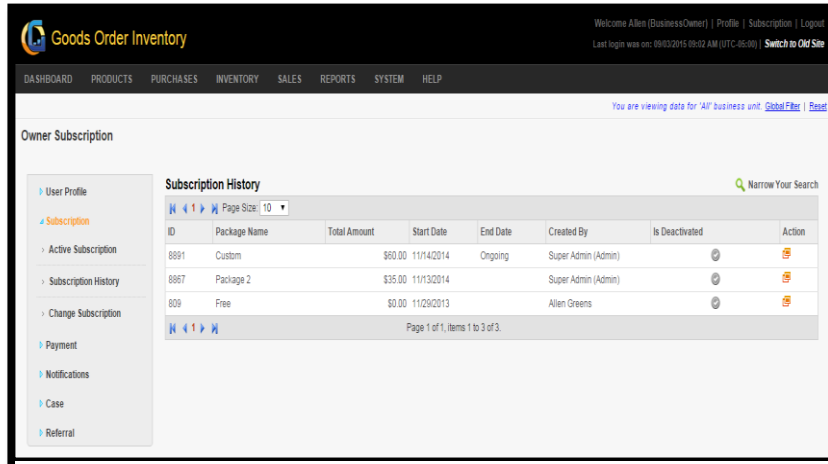 Goods Order Inventory
Welcome Allen (BusinessOwner) | Profile | Subscription | Logout
Last login was on: 09/03/2015 09:02 AM (UTC-05:00) | Switch to Old Site
DASHBOARD PRODUCTS PURCHASES INVENTORY SALES REPORTS SYSTEM HELP
You are viewing data for 'All' business unit. Global Filter | Reset
Owner Subscription
User Profile
Subscription
Active Subscription
Subscription History
Change Subscription
Payment
Notifications
Case
Referral
Subscription History
Narrow Your Search
1 Page Size: 10
ID Package Name Total Amount Start Date End Date Created By Is Deactivated Action
8891 Custom $60.00 11/14/2014 Ongoing Super Admin (Admin)
8867 Package 2 $35.00 11/13/2014 Super Admin (Admin)
809 Free $0.00 11/29/2013 Allen Greens
1 Page 1 of 1, items 1 to 3 of 3.